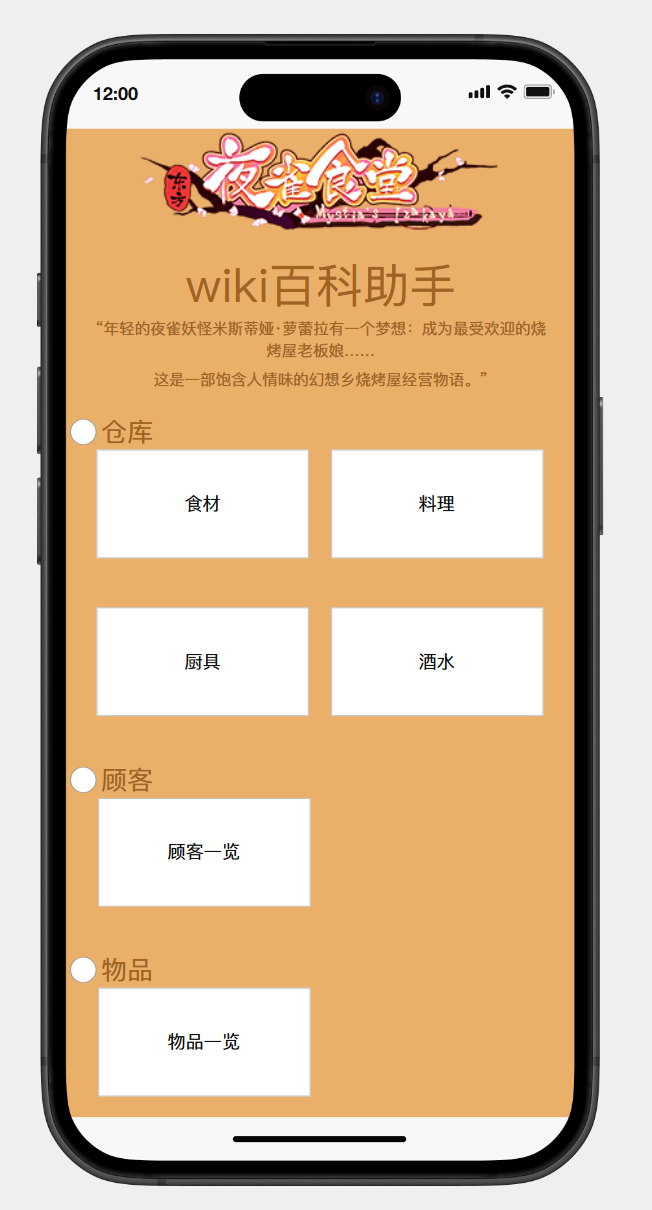 12:00
东方
夜雀食堂
Mystia's Izakaya
wiki百科助手
“年轻的夜雀妖怪米斯蒂娅·萝蕾拉有一个梦想：成为最受欢迎的烧
烤屋老板娘……
这是一部饱含人情味的幻想乡烧烤屋经营物语。”
仓库
食材 料理
厨具 酒水
顾客
顾客一览
物品
物品一览